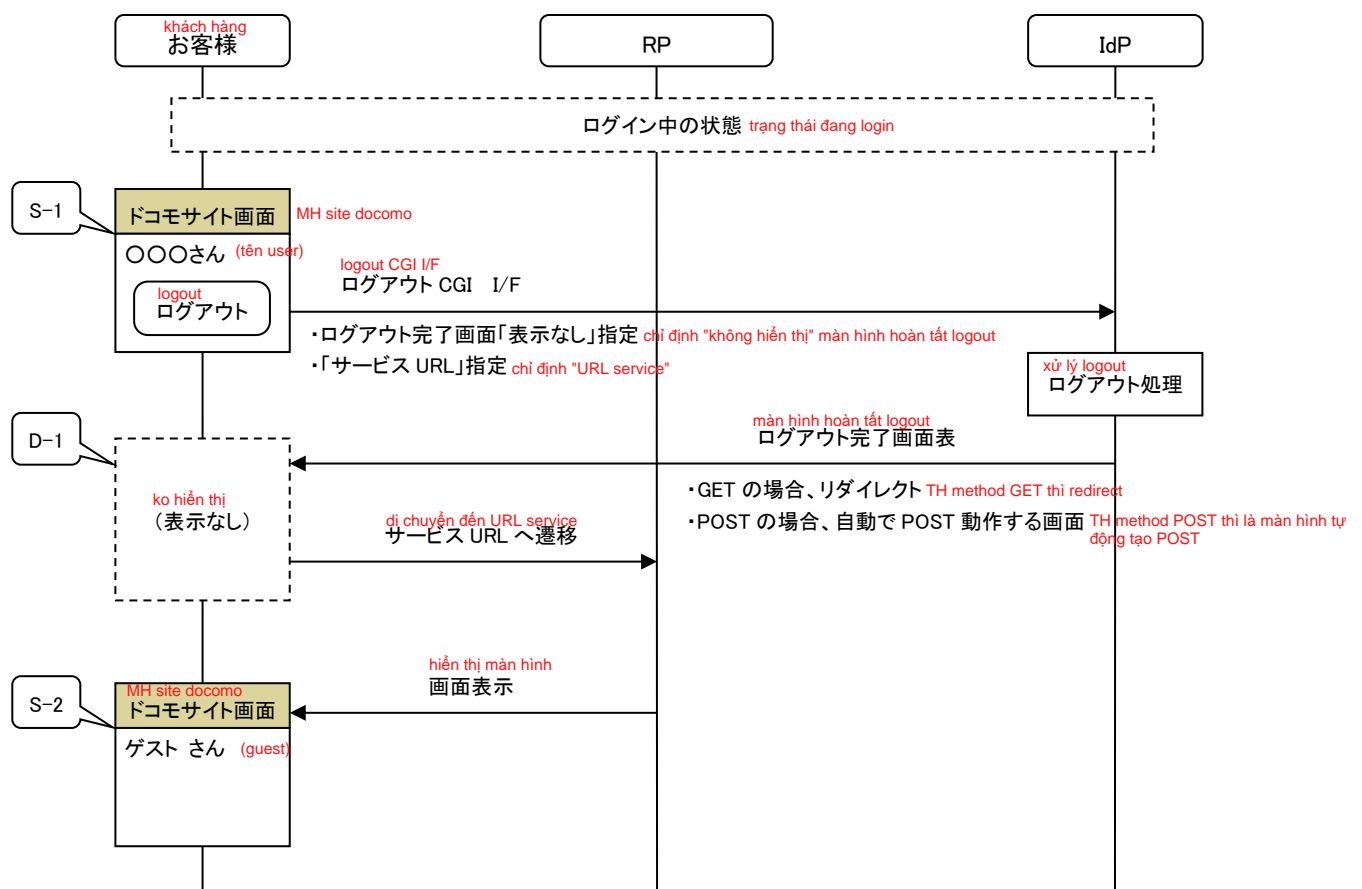 khách hàng
お客様
RP
IdP
ログイン中の状態 trạng thái đang login
S-1
ドコモサイト画面 MH site docomo
〇〇〇さん (tên user)
logout
ログアウト
logout CGI I/F
ログアウト CGI I/F
・ログアウト完了画面「表示なし」指定 chỉ định "không hiển thị" màn hình hoàn tất logout
・「サービス URL」指定 chỉ định "URL service"
xử lý logout
ログアウト処理
D-1
màn hình hoàn tất logout
ログアウト完了画面表
・GET の場合、リダイレクト TH method GET thì redirect
・POST の場合、自動で POST 動作する画面 TH method POST thì là màn hình tự
động tạo POST
ko hiển thị
（表示なし）
di chuyển đến URL service
サービス URL へ遷移
hiển thị màn hình
画面表示
S-2
MH site docomo
ドコモサイト画面
ゲスト さん (guest)